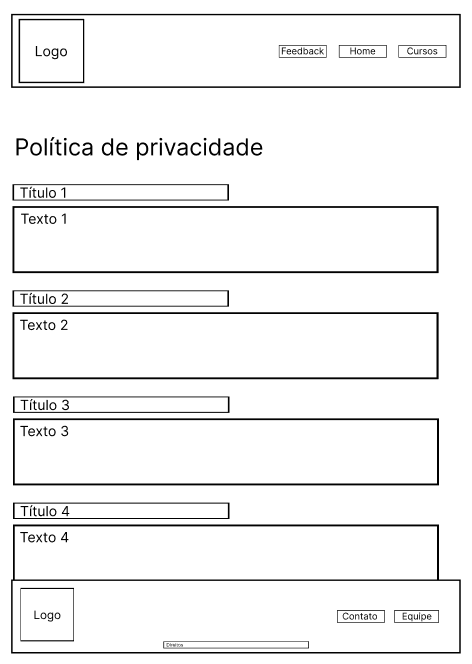 Logo
Feedback
Home
Cursos
Política de privacidade
Título 1
Texto 1
Título 2
Texto 2
Título 3
Texto 3
Título 4
Texto 4
Logo
Contato
Equipe
Direitos